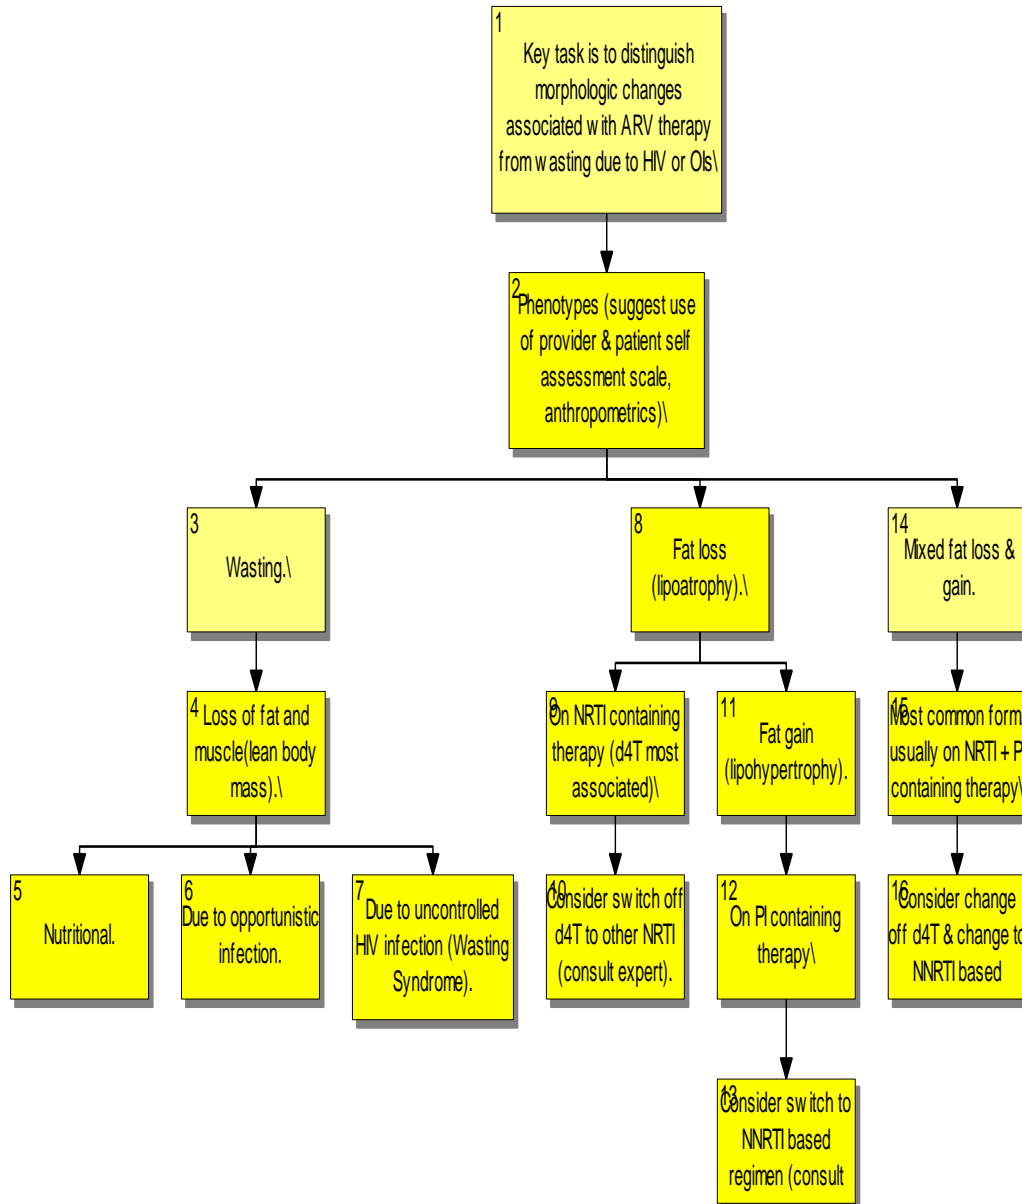 1
Key task is to distinguish
morphologic changes
associated with ARV therapy
from wasting due to HIV or OIs\
2
Phenotypes (suggest use
of provider & patient self
assessment scale,
anthropometrics)\
3
Wasting.\
4
Loss of fat and
muscle(lean body
mass).\
5
Nutritional.
6
Due to opportunistic
infection.
7
Due to uncontrolled
HIV infection (Wasting
Syndrome).
8
Fat loss
(lipoatrophy).\
9
On NRTI containing
therapy (d4T most
associated)\
10
Consider switch off
d4T to other NRTI
(consult expert).
11
Fat gain
(lipohypertrophy).
12
On PI containing
therapy\
13
Consider switch to
NNRTI based
regimen (consult
14
Mixed fat loss &
gain.
15
Most common form,
usually on NRTI + P
containing therapy\
16
Consider change
off d4T & change to
NNRTI based